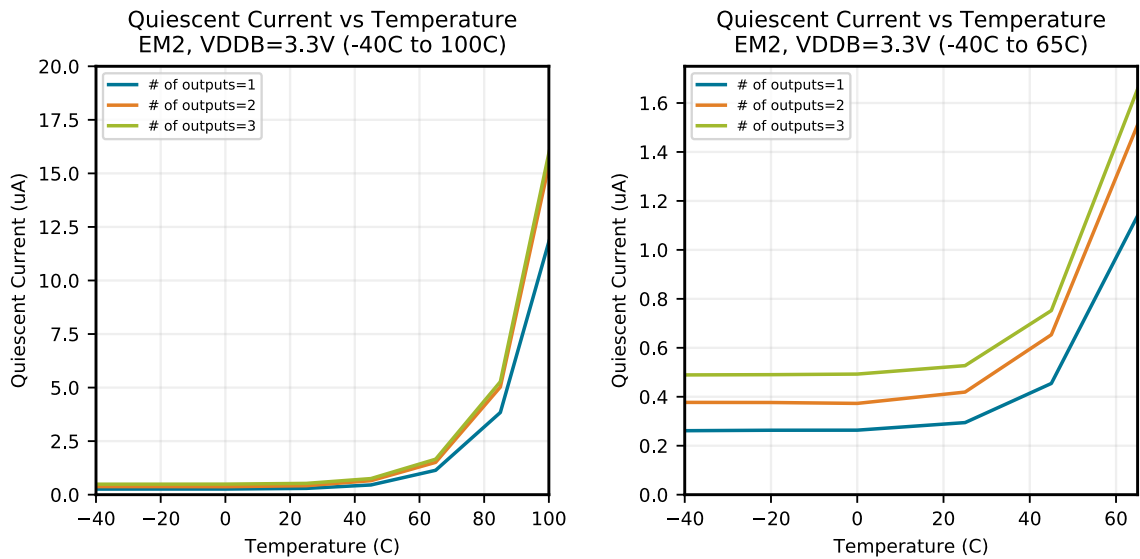 Quiescent Current vs Temperature
EM2, VDDB=3.3V (-40C to 100C)
20.0
17.5
15.0
12.5
10.0
7.5
5.0
2.5
0.0
Quiescent Current (uA)
# of outputs=1
# of outputs=2
# of outputs=3
−40
−20
0
20
40
60
80
100
Temperature (C)
Quiescent Current vs Temperature
EM2, VDDB=3.3V (-40C to 65C)
1.6
1.4
1.2
1.0
0.8
0.6
0.4
0.2
0.0
Quiescent Current (uA)
# of outputs=1
# of outputs=2
# of outputs=3
−40
−20
0
20
40
60
Temperature (C)